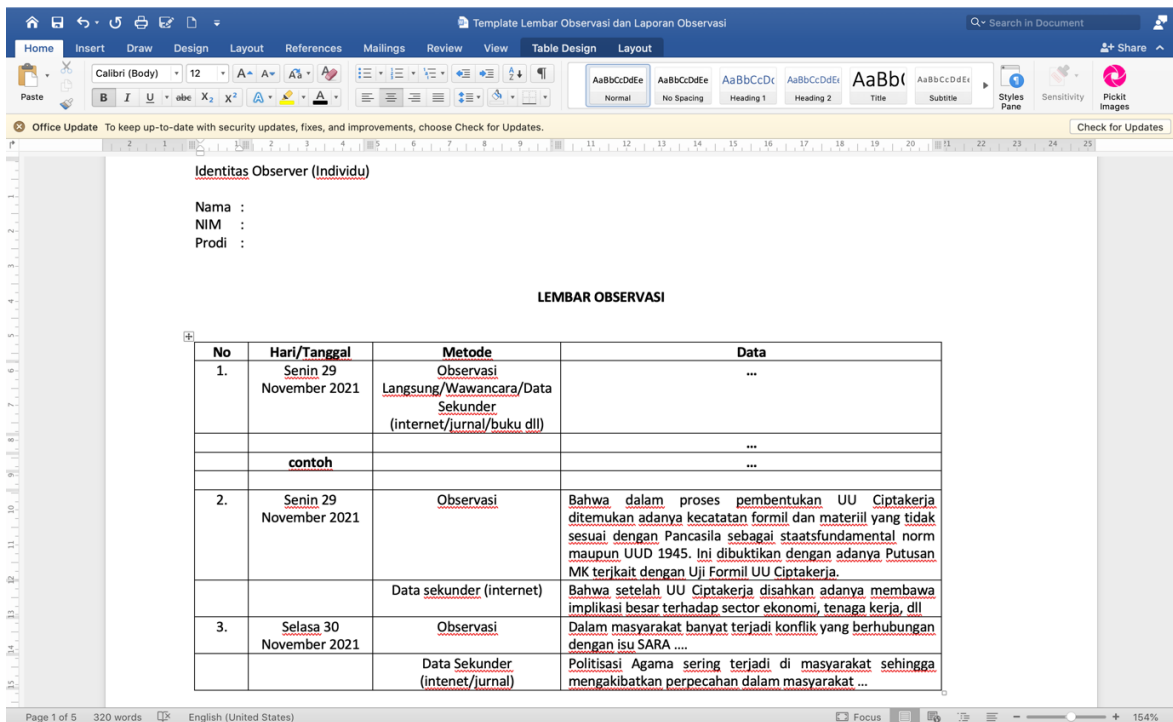 Template Lembar Observasi dan Laporan Observasi
Search in Document
Home Insert Draw Design Layout References Mailings Review View Table Design Layout
Share
Paste
Calibri (Body) 12
B I U abc X₂ X²
AaBbCcDdEe AaBbCcDdEe AaBbCcDc AaBbCcDdEe AaBb( AaBbCcDdEe
Normal No Spacing Heading 1 Heading 2 Title Subtitle
Styles Pane
Sensitivity
Pickit Images
Office Update To keep up-to-date with security updates, fixes, and improvements, choose Check for Updates.
Check for Updates
Identitas Observer (Individu)
Nama :
NIM :
Prodi :
LEMBAR OBSERVASI
No Hari/Tanggal Metode Data
1. Senin 29 Observasi ...
November 2021 Langsung/Wawancara/Data
Sekunder
(internet/jurnal/buku dll)
...
contoh ...
2. Senin 29 Observasi Bahwa dalam proses pembentukan UU Ciptakerja
November 2021 ditemukan adanya kecatatan formil dan materiil yang tidak
sesuai dengan Pancasila sebagai staatsfundamental norm
maupun UUD 1945. Ini dibuktikan dengan adanya Putusan
MK terjkait dengan Uji Formil UU Ciptakerja.
Data sekunder (internet) Bahwa setelah UU Ciptakerja disahkan adanya membawa
implikasi besar terhadap sector ekonomi, tenaga kerja, dll
3. Selasa 30 Observasi Dalam masyarakat banyat terjadi konflik yang berhubungan
November 2021 dengan isu SARA ....
Data Sekunder Politisasi Agama sering terjadi di masyarakat sehingga
(intenet/jurnal) mengakibatkan perpecahan dalam masyarakat ...
Page 1 of 5 320 words English (United States) Focus 154%